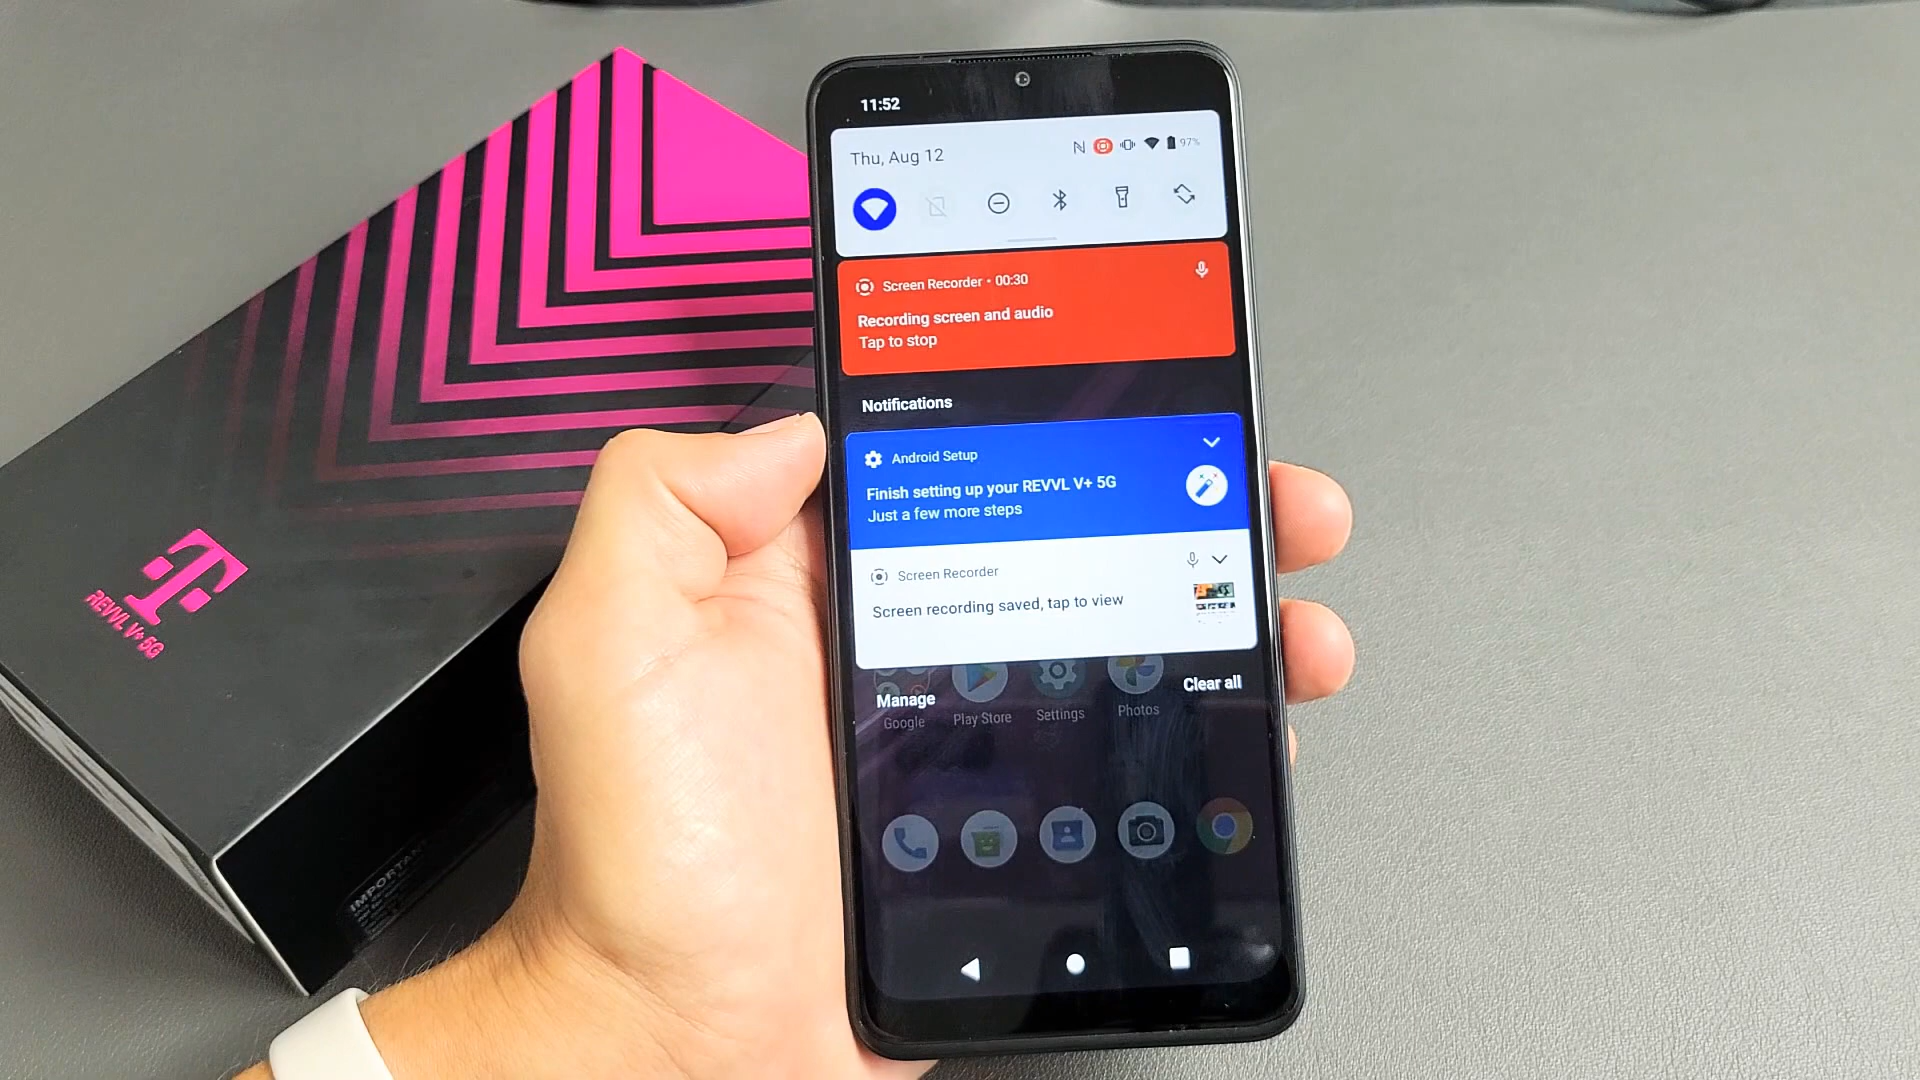 11:52
Thu, Aug 12
97%
Screen Recorder • 00:30
Recording screen and audio
Tap to stop
Notifications
Android Setup
Finish setting up your REVVL V+ 5G
Just a few more steps
Screen Recorder
Screen recording saved, tap to view
Manage
Clear all
Google
Play Store
Settings
Photos
T
REVVL V+ 5G
IMPORTANT